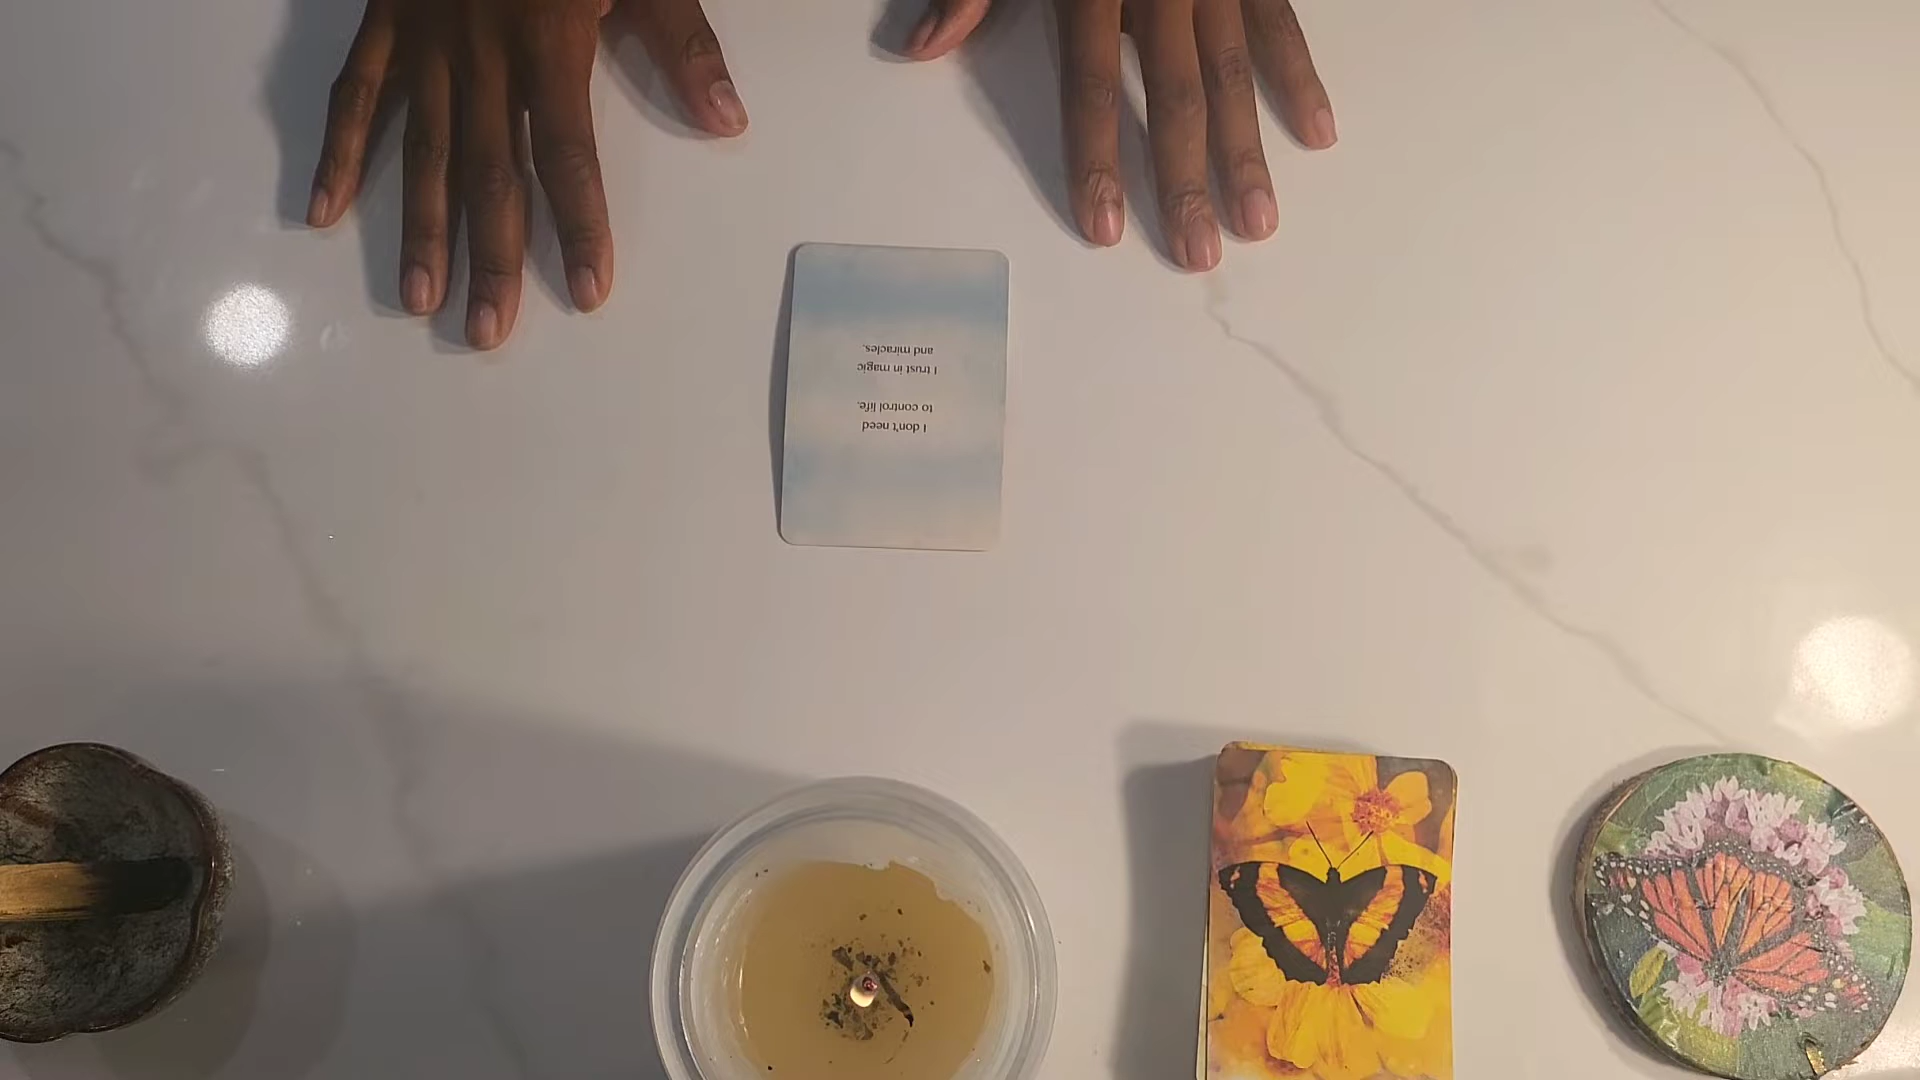 I don't need
to control life.
I trust in magic
and miracles.